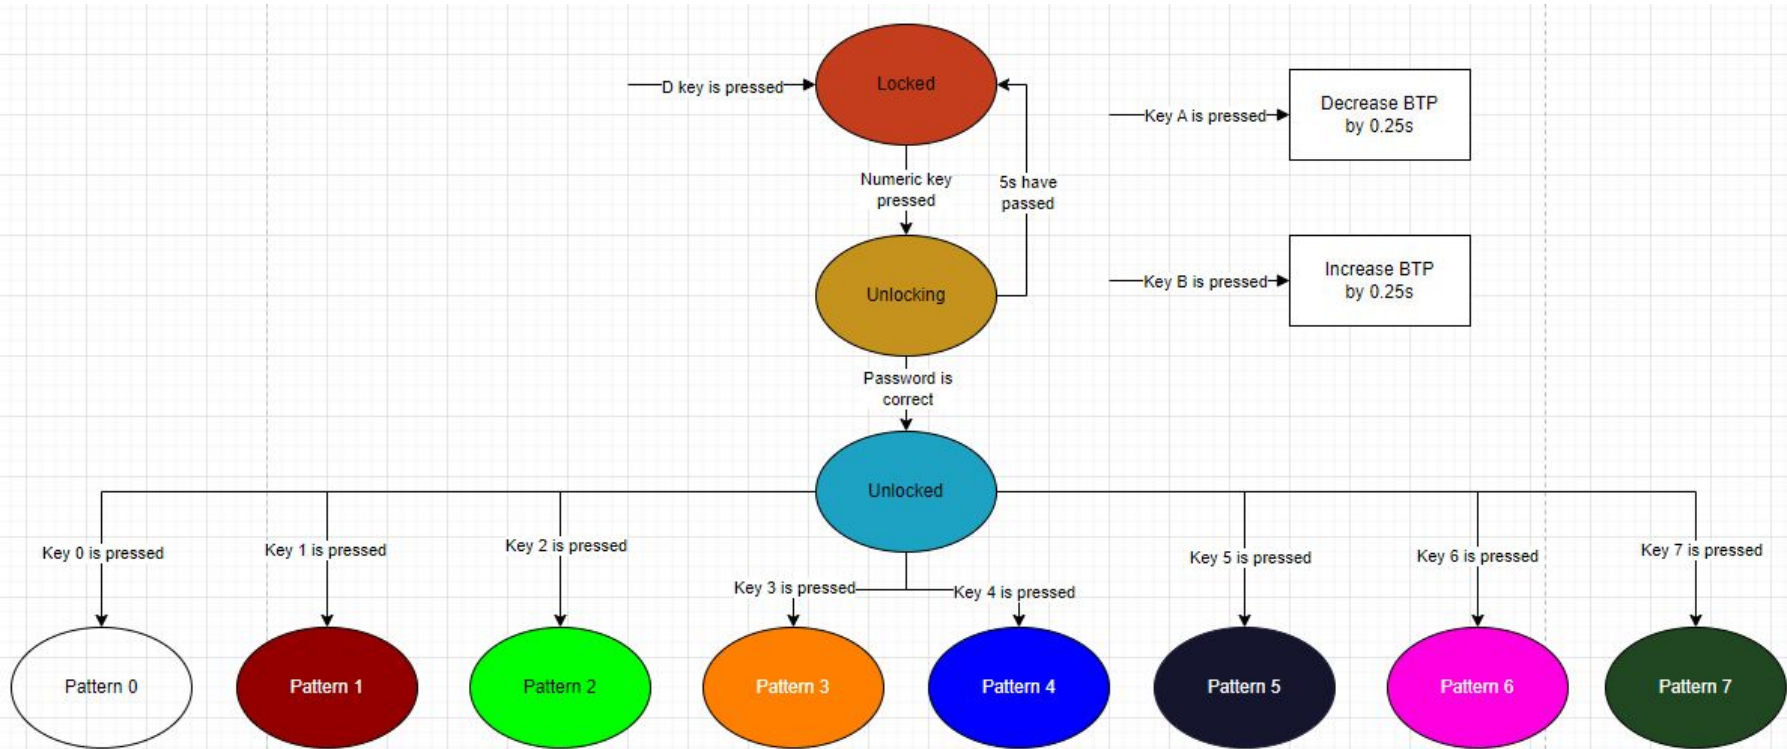 Locked
D key is pressed
Decrease BTP
by 0.25s
Key A is pressed
Numeric key
pressed
5s have
passed
Unlocking
Increase BTP
by 0.25s
Key B is pressed
Password is
correct
Unlocked
Key 0 is pressed
Key 1 is pressed
Key 2 is pressed
Key 3 is pressed
Key 4 is pressed
Key 5 is pressed
Key 6 is pressed
Key 7 is pressed
Pattern 0
Pattern 1
Pattern 2
Pattern 3
Pattern 4
Pattern 5
Pattern 6
Pattern 7